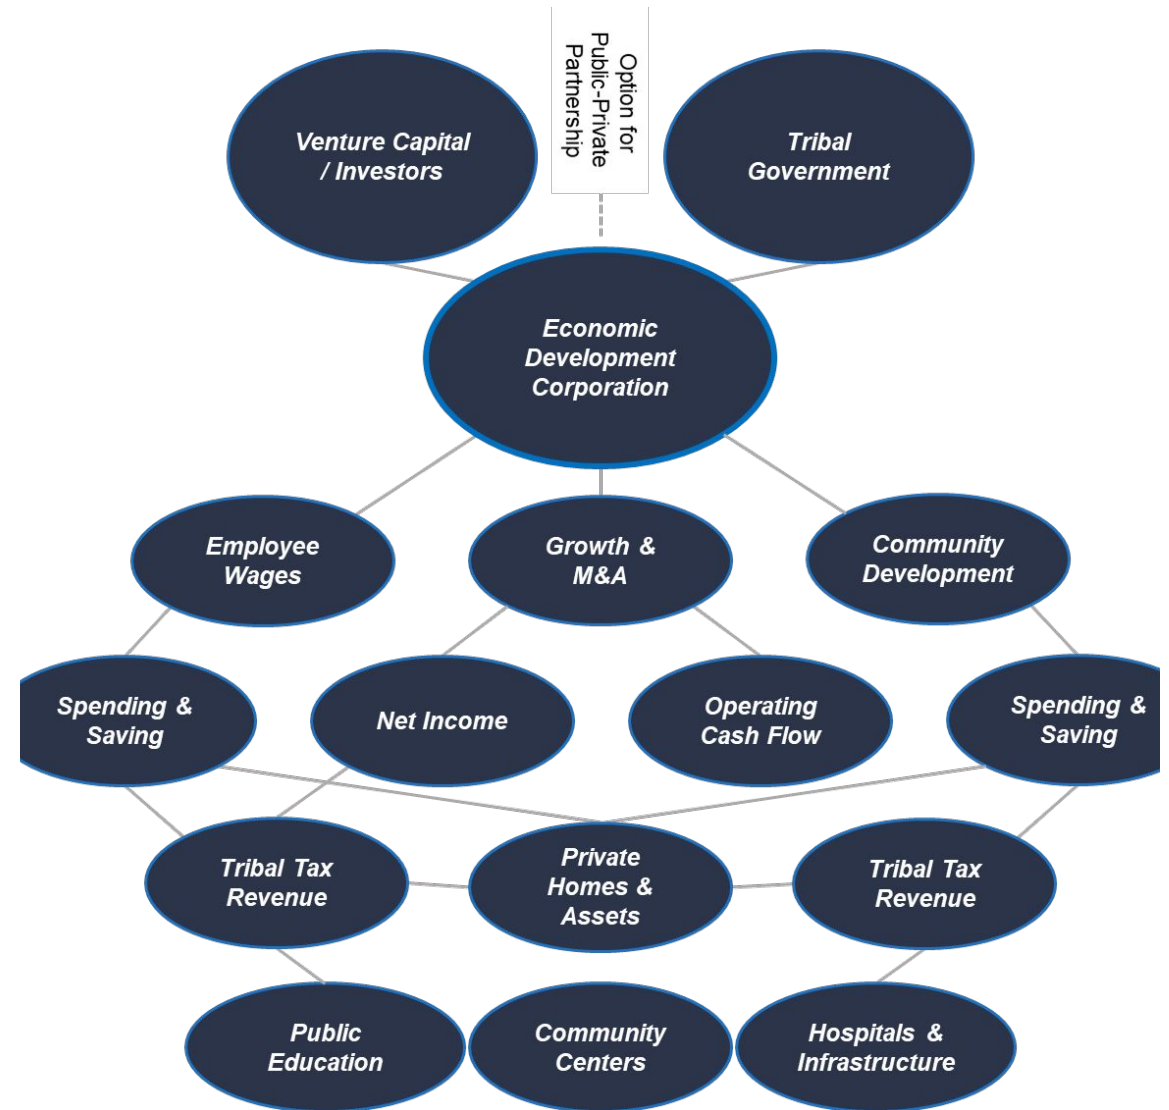 Option for
Public-Private
Partnership
Venture Capital
/ Investors
Tribal
Government
Economic
Development
Corporation
Employee
Wages
Growth &
M&A
Community
Development
Spending &
Saving
Net Income
Operating
Cash Flow
Spending &
Saving
Tribal Tax
Revenue
Private
Homes &
Assets
Tribal Tax
Revenue
Public
Education
Community
Centers
Hospitals &
Infrastructure